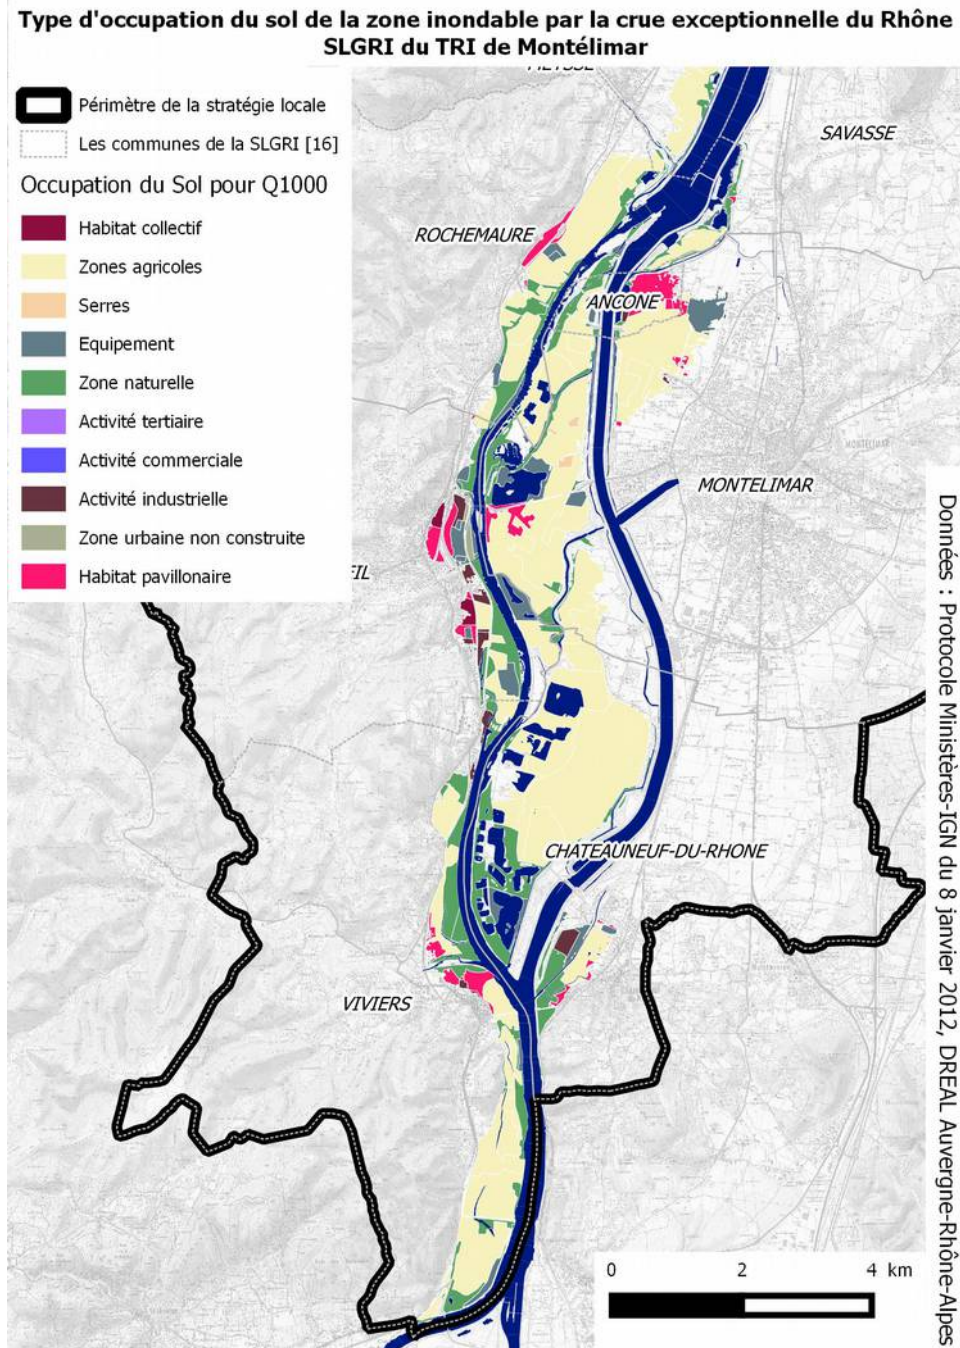 Type d'occupation du sol de la zone inondable par la crue exceptionnelle du Rhône
SLGRI du TRI de Montélimar
Périmètre de la stratégie locale
Les communes de la SLGRI [16]
Occupation du Sol pour Q1000
Habitat collectif
Zones agricoles
Serres
Equipement
Zone naturelle
Activité tertiaire
Activité commerciale
Activité industrielle
Zone urbaine non construite
Habitat pavillonaire
SAVASSE
ROCHEMAURE
ANCONE
MONTELIMAR
MONTELIMAR
CHATEAUNEUF-DU-RHONE
VIVIERS
0 2 4 km
Données : Protocole Ministères-IGN du 8 janvier 2012, DREAL Auvergne-Rhône-Alpes